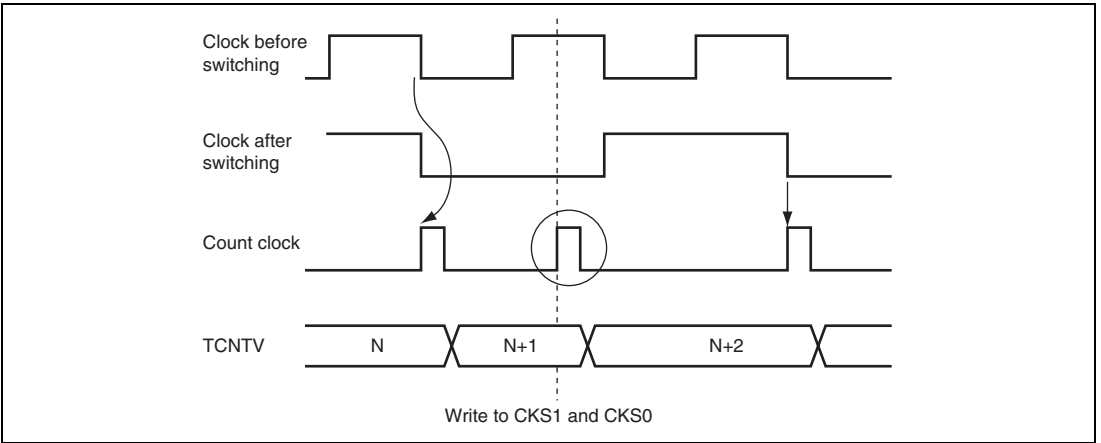 Clock before
switching
Clock after
switching
Count clock
TCNTV
N
N+1
N+2
Write to CKS1 and CKS0